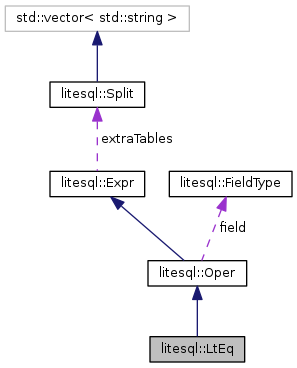 std::vector< std::string >
litesql::Split
extraTables
litesql::Expr
litesql::FieldType
field
litesql::Oper
litesql::LtEq